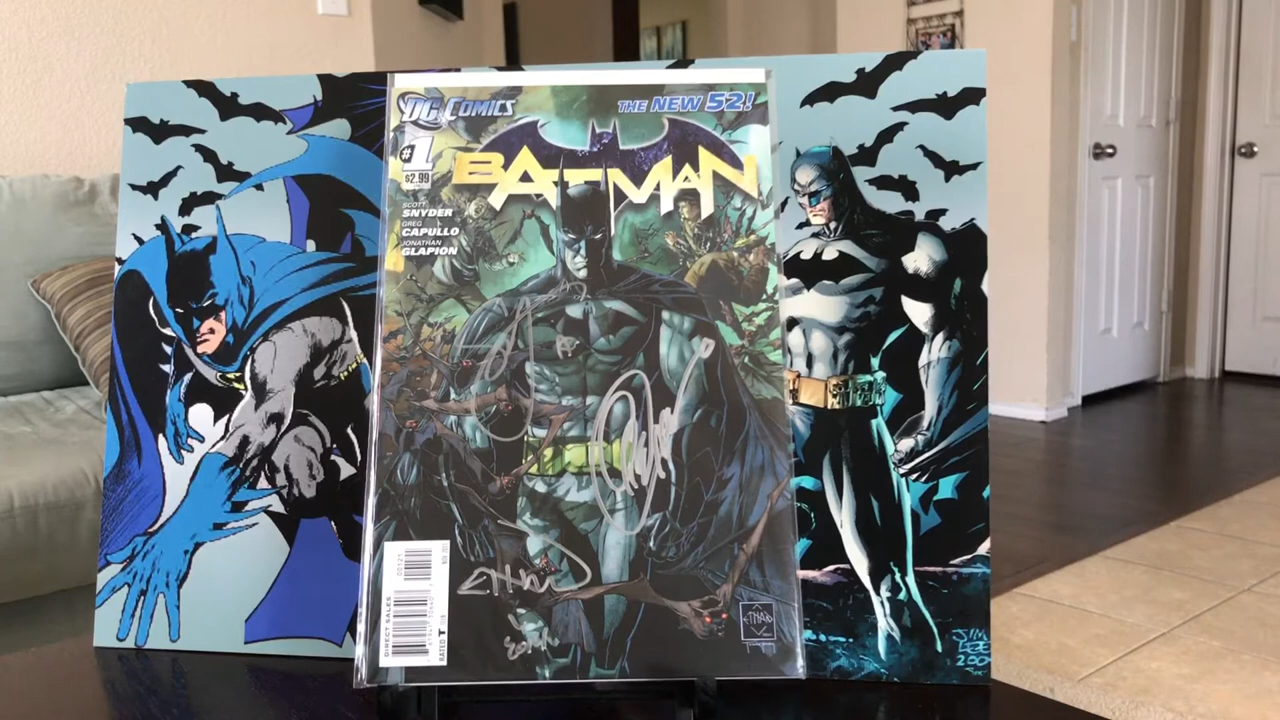 DC COMICS
THE NEW 52!
#1
$2.99
BATMAN
SCOTT
SNYDER
GREG
CAPULLO
JONATHAN
GLAPION
DIRECT SALES
RATED T
ETHAN
ETHAN
JIM
LEE